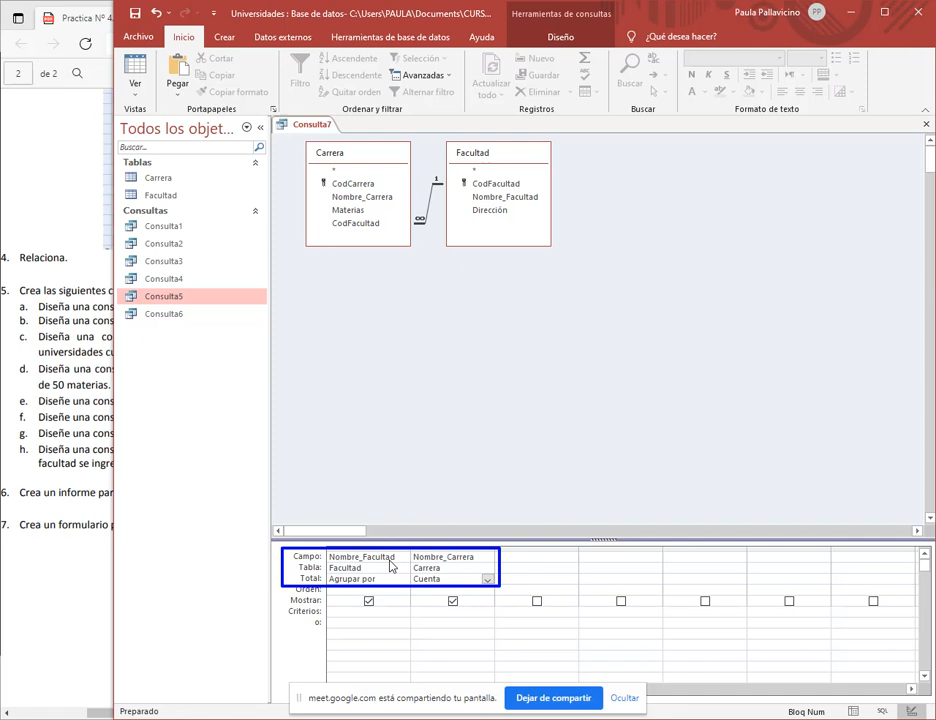 Practica Nº 4.
Universidades : Base de datos- C:\Users\PAULA\Documents\CURS...
Herramientas de consultas
Paula Pallavicino
PP
Archivo
Inicio
Crear
Datos externos
Herramientas de base de datos
Ayuda
Diseño
¿Qué desea hacer?
2
de 2
Ver
Vistas
Pegar
Cortar
Copiar
Copiar formato
Portapapeles
Filtrar
Ascendente
Descendente
Quitar orden
Selección
Avanzadas
Alternar filtro
Ordenar y filtrar
Actualizar
todo
Nuevo
Guardar
Eliminar
Registros
Buscar
Buscar
N K S
A
Formato de texto
Todos los objet...
Buscar...
Tablas
Carrera
Facultad
Consultas
Consulta1
Consulta2
Consulta3
Consulta4
Consulta5
Consulta6
Consulta7
Carrera
*
CodCarrera
Nombre_Carrera
Materias
CodFacultad
1
∞
Facultad
*
CodFacultad
Nombre_Facultad
Dirección
4. Relaciona.
5. Crea las siguientes c
a. Diseña una cons
b. Diseña una cons
c. Diseña una co
universidades cu
d. Diseña una cons
de 50 materias.
e. Diseñe una cons
f. Diseñe una cons
g. Diseña una cons
h. Diseña una cons
facultad se ingre
6. Crea un informe par
7. Crea un formulario p
Campo: Nombre_Facultad Nombre_Carrera
Tabla: Facultad Carrera
Total: Agrupar por Cuenta
Orden:
Mostrar:
Criterios:
o:
meet.google.com está compartiendo tu pantalla.
Dejar de compartir
Ocultar
Preparado
Bloq Num
SQL